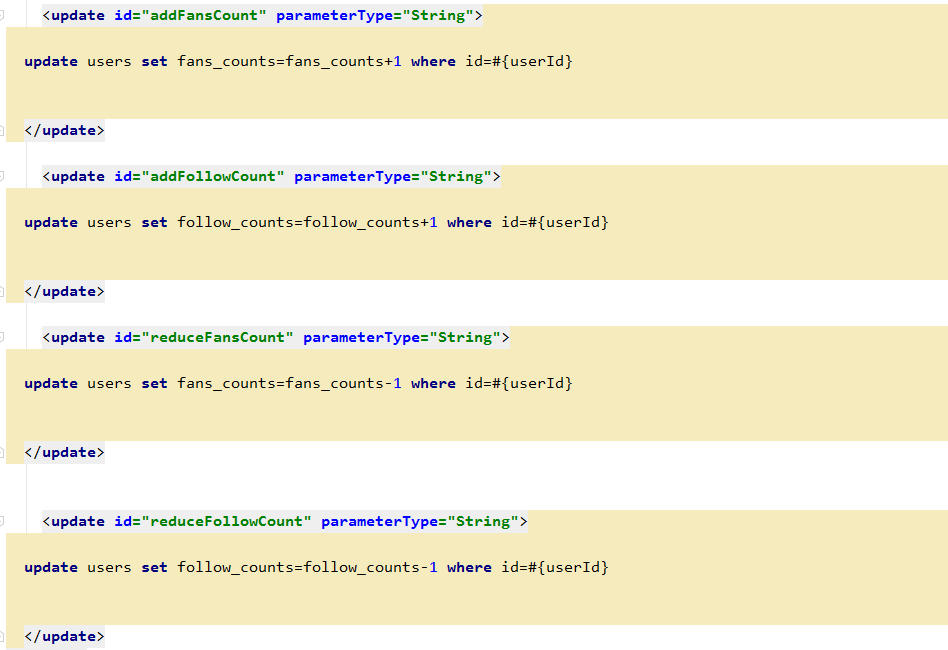 <update id="addFansCount" parameterType="String">
update users set fans_counts=fans_counts+1 where id=#{userId}
</update>
<update id="addFollowCount" parameterType="String">
update users set follow_counts=follow_counts+1 where id=#{userId}
</update>
<update id="reduceFansCount" parameterType="String">
update users set fans_counts=fans_counts-1 where id=#{userId}
</update>
<update id="reduceFollowCount" parameterType="String">
update users set follow_counts=follow_counts-1 where id=#{userId}
</update>